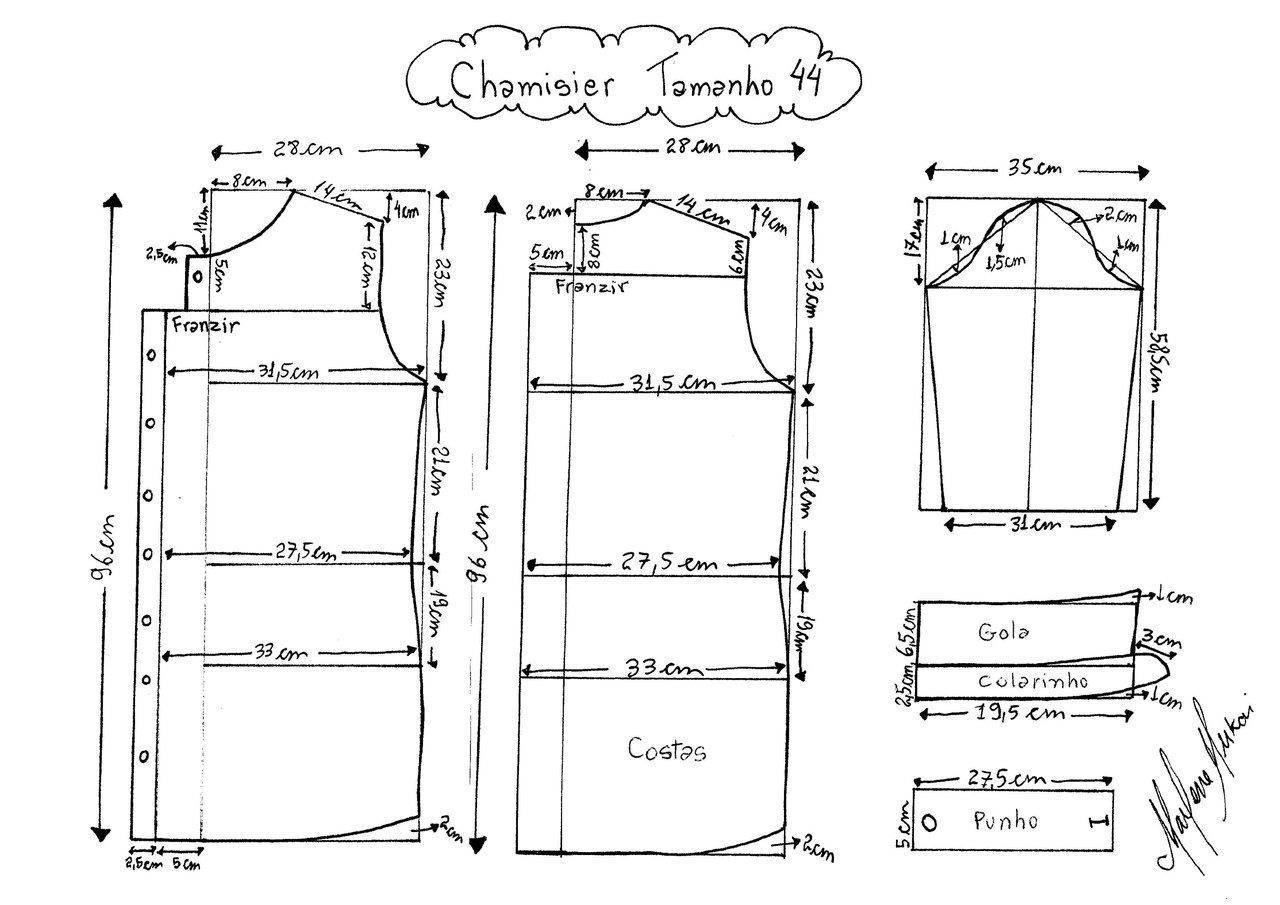 Chamisier Tamanho 44
28cm
8cm
14cm
4cm
11cm
2,5cm
5cm
12cm
23cm
Franzir
31,5cm
21cm
96cm
27,5cm
19cm
33cm
2cm
2,5cm
5cm
28cm
8cm
2cm
14cm
4cm
8cm
9cm
5cm
Franzir
23cm
31,5cm
21cm
96cm
27,5cm
19cm
33cm
Costas
2cm
35cm
17cm
2cm
1cm
1,5cm
1cm
58,5cm
31cm
1cm
6,5cm
Gola
3cm
2,5cm
Colarinho
1cm
19,5cm
27,5cm
5cm
Punho
Marlene Mukai